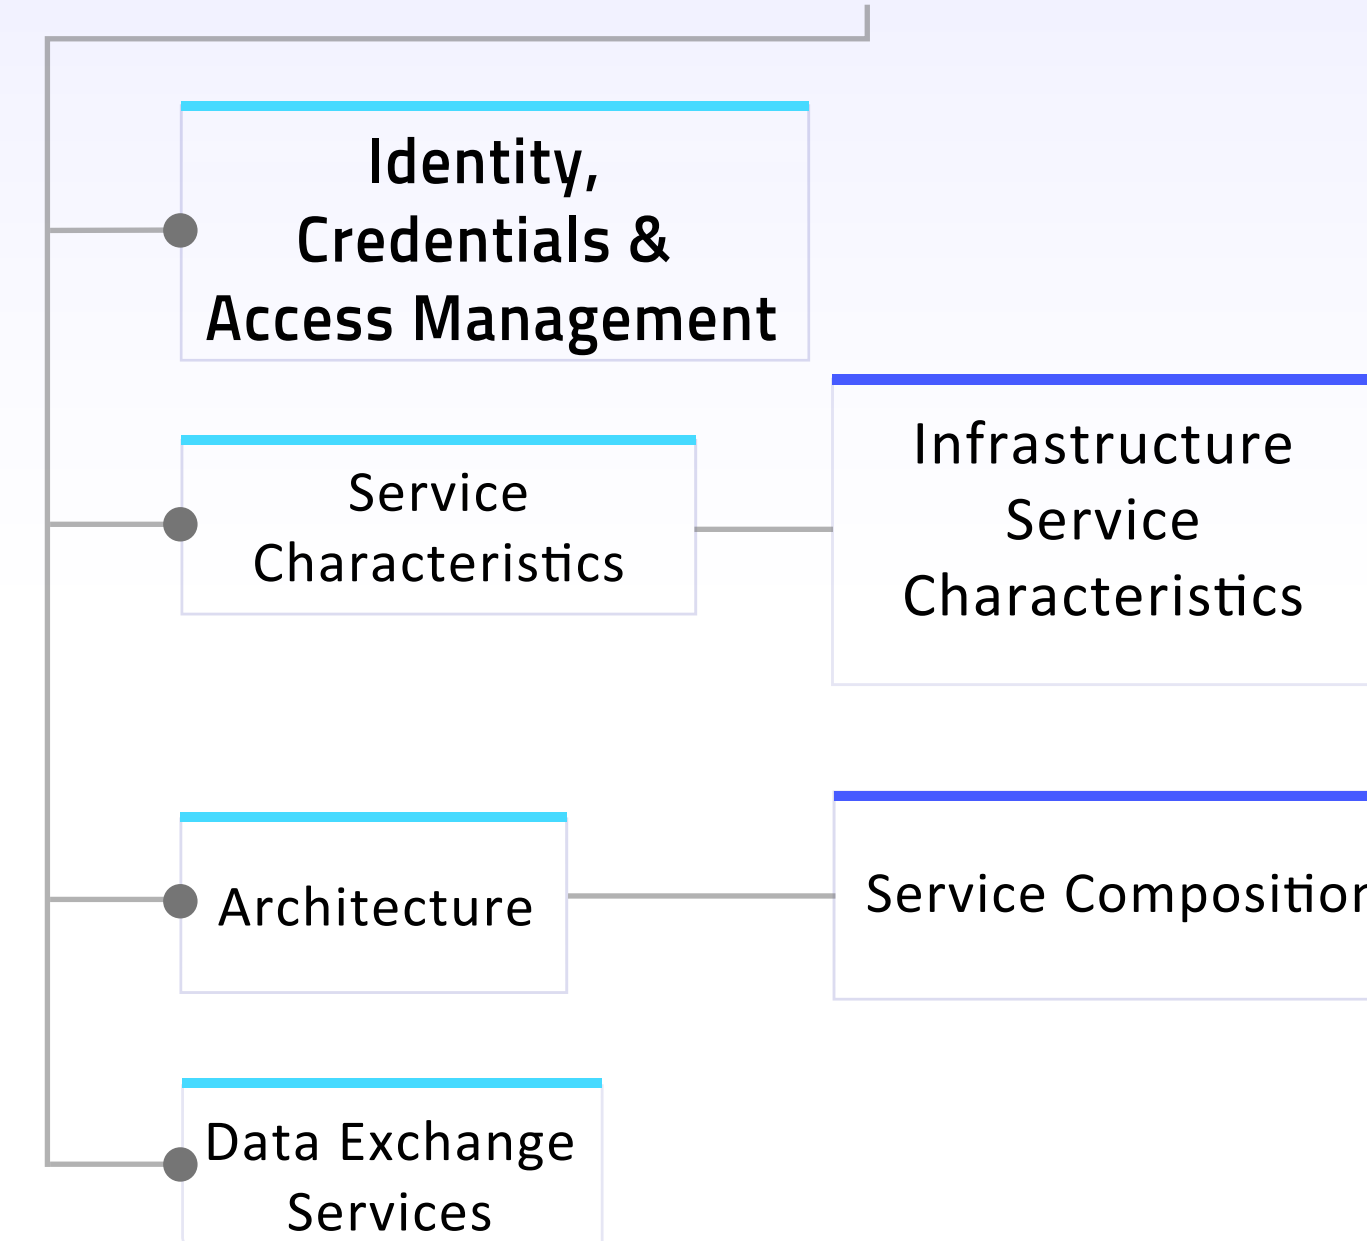 Identity,
Credentials &
Access Management
Service
Characteristics
Infrastructure
Service
Characteristics
Architecture
Service Composition
Data Exchange
Services